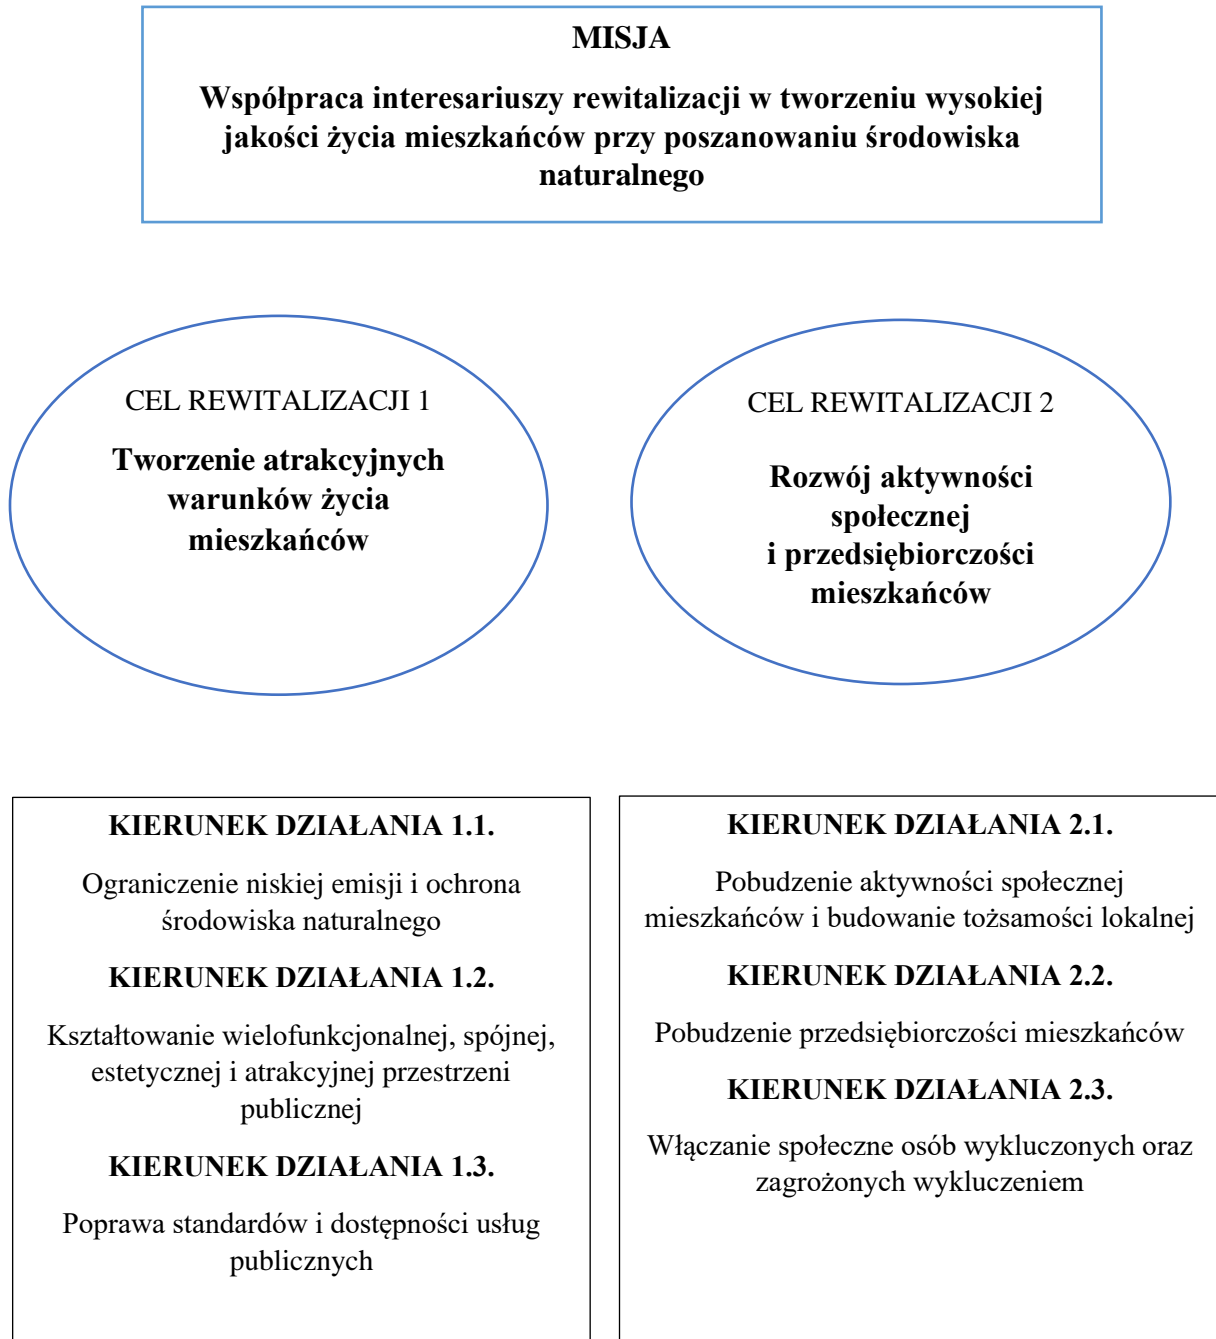 MISJA
Współpraca interesariuszy rewitalizacji w tworzeniu wysokiej
jakości życia mieszkańców przy poszanowaniu środowiska
naturalnego
CEL REWITALIZACJI 1
Tworzenie atrakcyjnych
warunków życia
mieszkańców
CEL REWITALIZACJI 2
Rozwój aktywności
społecznej
i przedsiębiorczości
mieszkańców
KIERUNEK DZIAŁANIA 1.1.
Ograniczenie niskiej emisji i ochrona
środowiska naturalnego
KIERUNEK DZIAŁANIA 1.2.
Kształtowanie wielofunkcjonalnej, spójnej,
estetycznej i atrakcyjnej przestrzeni
publicznej
KIERUNEK DZIAŁANIA 1.3.
Poprawa standardów i dostępności usług
publicznych
KIERUNEK DZIAŁANIA 2.1.
Pobudzenie aktywności społecznej
mieszkańców i budowanie tożsamości lokalnej
KIERUNEK DZIAŁANIA 2.2.
Pobudzenie przedsiębiorczości mieszkańców
KIERUNEK DZIAŁANIA 2.3.
Włączanie społeczne osób wykluczonych oraz
zagrożonych wykluczeniem